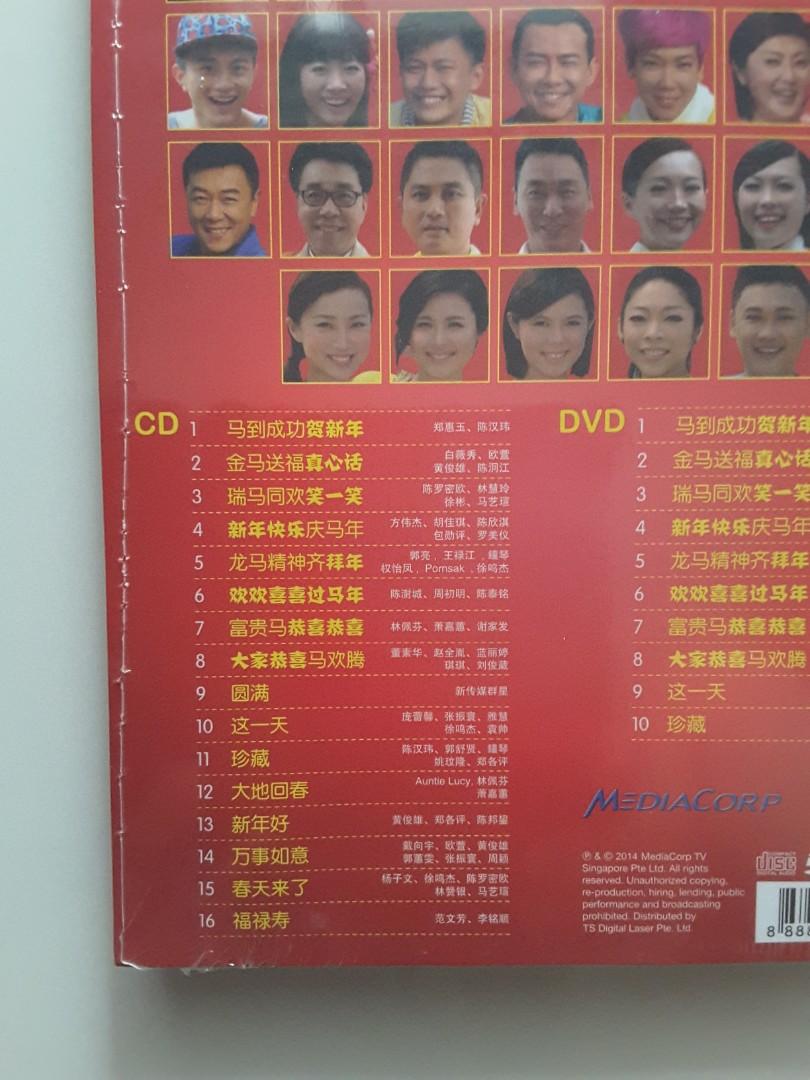 CD
1 马到成功贺新年 郑惠玉、陈汉玮
2 金马送福真心话 白薇秀、欧萱
黄俊雄、陈泂江
3 瑞马同欢笑一笑 陈罗密欧、林慧玲
徐彬、马艺瑄
4 新年快乐庆马年 方伟杰、胡佳琪、陈欣淇
包勋评、罗美仪
5 龙马精神齐拜年 郭亮﹑王禄江﹑瞳琴
权怡凤﹑Pornsak﹑徐鸣杰
6 欢欢喜喜过马年 陈澍城、周初明、陈泰铭
7 富贵马恭喜恭喜 林佩芬、萧嘉蕙、谢家发
8 大家恭喜马欢腾 董素华、赵全胤、蓝丽婷
琪琪、刘俊葳
9 圆满 新传媒群星
10 这一天 庞蕾馨、张振寰、雅慧
徐鸣杰、袁帅
11 珍藏 陈汉玮、郭舒贤、瞳琴
姚玟隆、郑各评
12 大地回春 Auntie Lucy, 林佩芬
萧嘉蕙
13 新年好 黄俊雄、郑各评、陈邦鋆
14 万事如意 戴向宇、欧萱、黄俊雄
郭蕙雯、张振寰、周颖
15 春天来了 杨子文、徐鸣杰、陈罗密欧
林赞银、马艺瑄
16 福禄寿 范文芳、李铭顺
DVD
1 马到成功贺新年
2 金马送福真心话
3 瑞马同欢笑一笑
4 新年快乐庆马年
5 龙马精神齐拜年
6 欢欢喜喜过马年
7 富贵马恭喜恭喜
8 大家恭喜马欢腾
9 这一天
10 珍藏
MEDIACORP
℗ & © 2014 MediaCorp TV
Singapore Pte Ltd. All rights
reserved. Unauthorized copying,
re-production, hiring, lending, public
performance and broadcasting
prohibited. Distributed by
TS Digital Laser Pte. Ltd.
COMPACT
disc
DIGITAL AUDIO
8 888